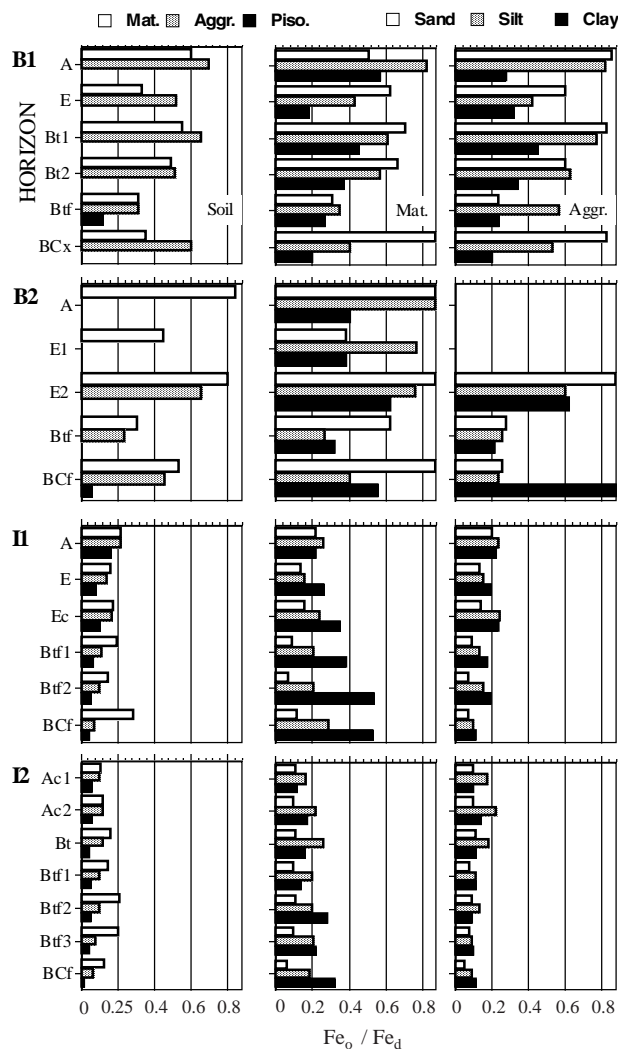 Mat. Aggr. Piso. Sand Silt Clay
B1
HORIZON
A
E
Bt1
Bt2
Btf
BCx
Soil Mat. Aggr.
B2
A
E1
E2
Btf
BCf
I1
A
E
Ec
Btf1
Btf2
BCf
I2
Ac1
Ac2
Bt
Btf1
Btf2
Btf3
BCf
0 0.25 0.4 0.6 0.8 0 0.2 0.4 0.6 0.8 0 0.2 0.4 0.6 0.8
Feo / Fed